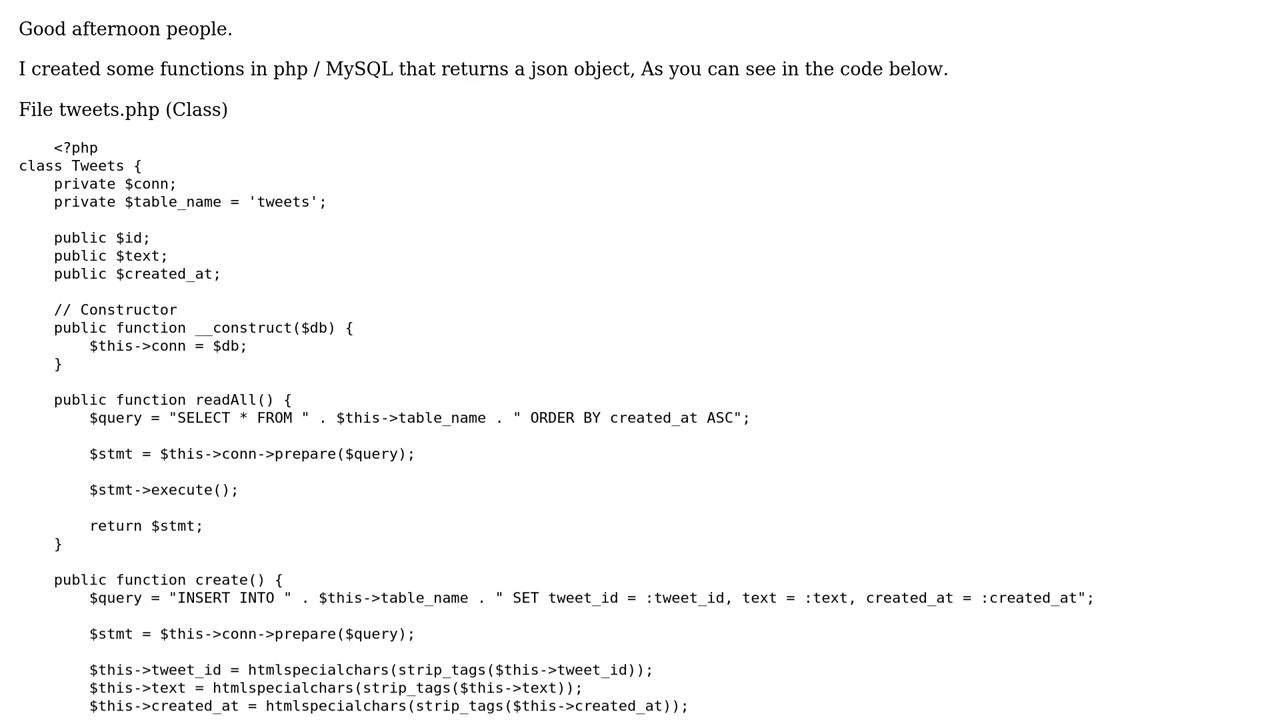 Good afternoon people.
I created some functions in php / MySQL that returns a json object, As you can see in the code below.
File tweets.php (Class)
    <?php
class Tweets {
    private $conn;
    private $table_name = 'tweets';

    public $id;
    public $text;
    public $created_at;

    // Constructor
    public function __construct($db) {
        $this->conn = $db;
    }

    public function readAll() {
        $query = "SELECT * FROM " . $this->table_name . " ORDER BY created_at ASC";

        $stmt = $this->conn->prepare($query);

        $stmt->execute();

        return $stmt;
    }

    public function create() {
        $query = "INSERT INTO " . $this->table_name . " SET tweet_id = :tweet_id, text = :text, created_at = :created_at";

        $stmt = $this->conn->prepare($query);

        $this->tweet_id = htmlspecialchars(strip_tags($this->tweet_id));
        $this->text = htmlspecialchars(strip_tags($this->text));
        $this->created_at = htmlspecialchars(strip_tags($this->created_at));